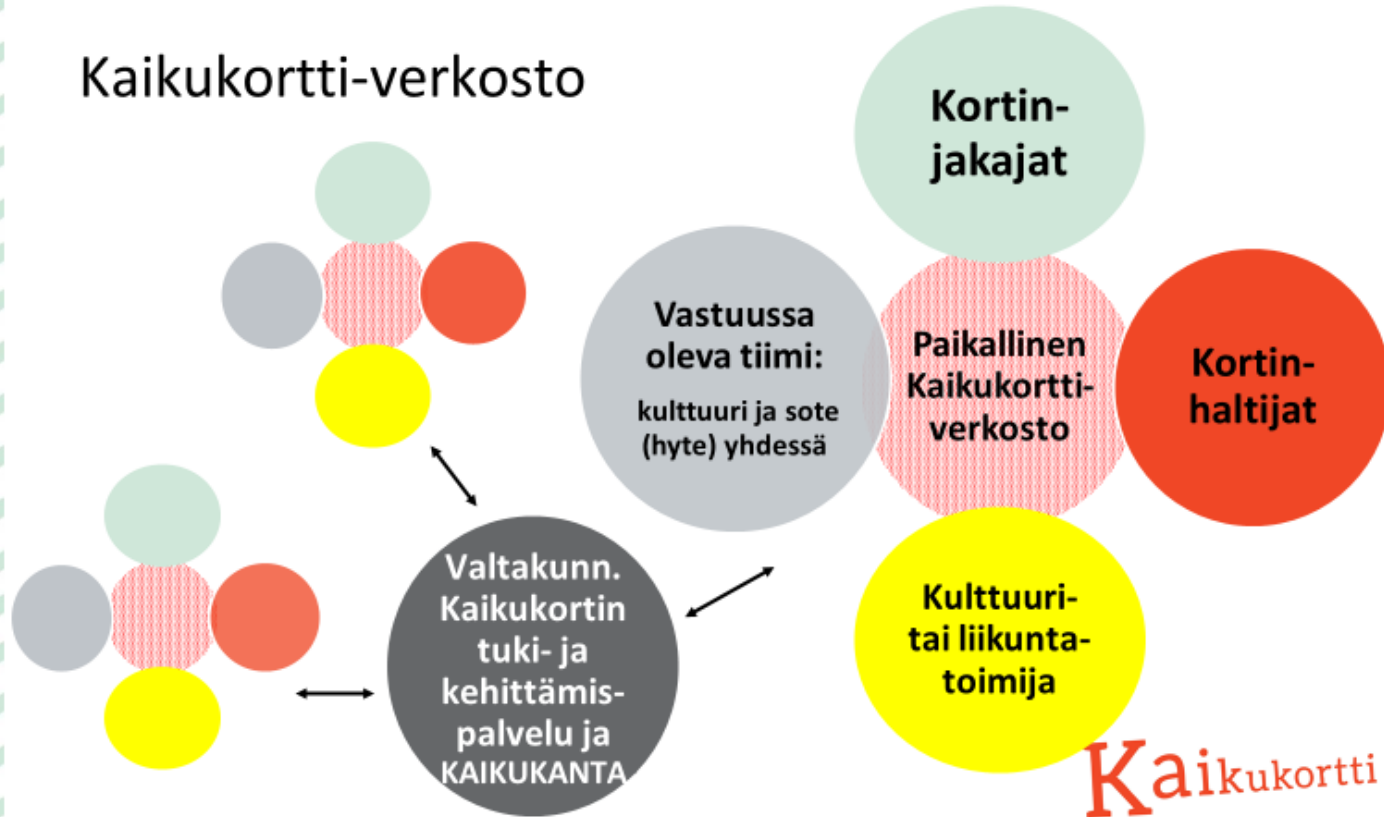 Kaikukortti-verkosto
Kortin-
jakajat
Vastuussa
oleva tiimi:
kulttuuri ja sote
(hyte) yhdessä
Paikallinen
Kaikukortti-
verkosto
Kortin-
haltijat
Kulttuuri-
tai liikunta-
toimija
Valtakunn.
Kaikukortin
tuki- ja
kehittämis-
palvelu ja
KAIKUKANTA
Kaikukortti